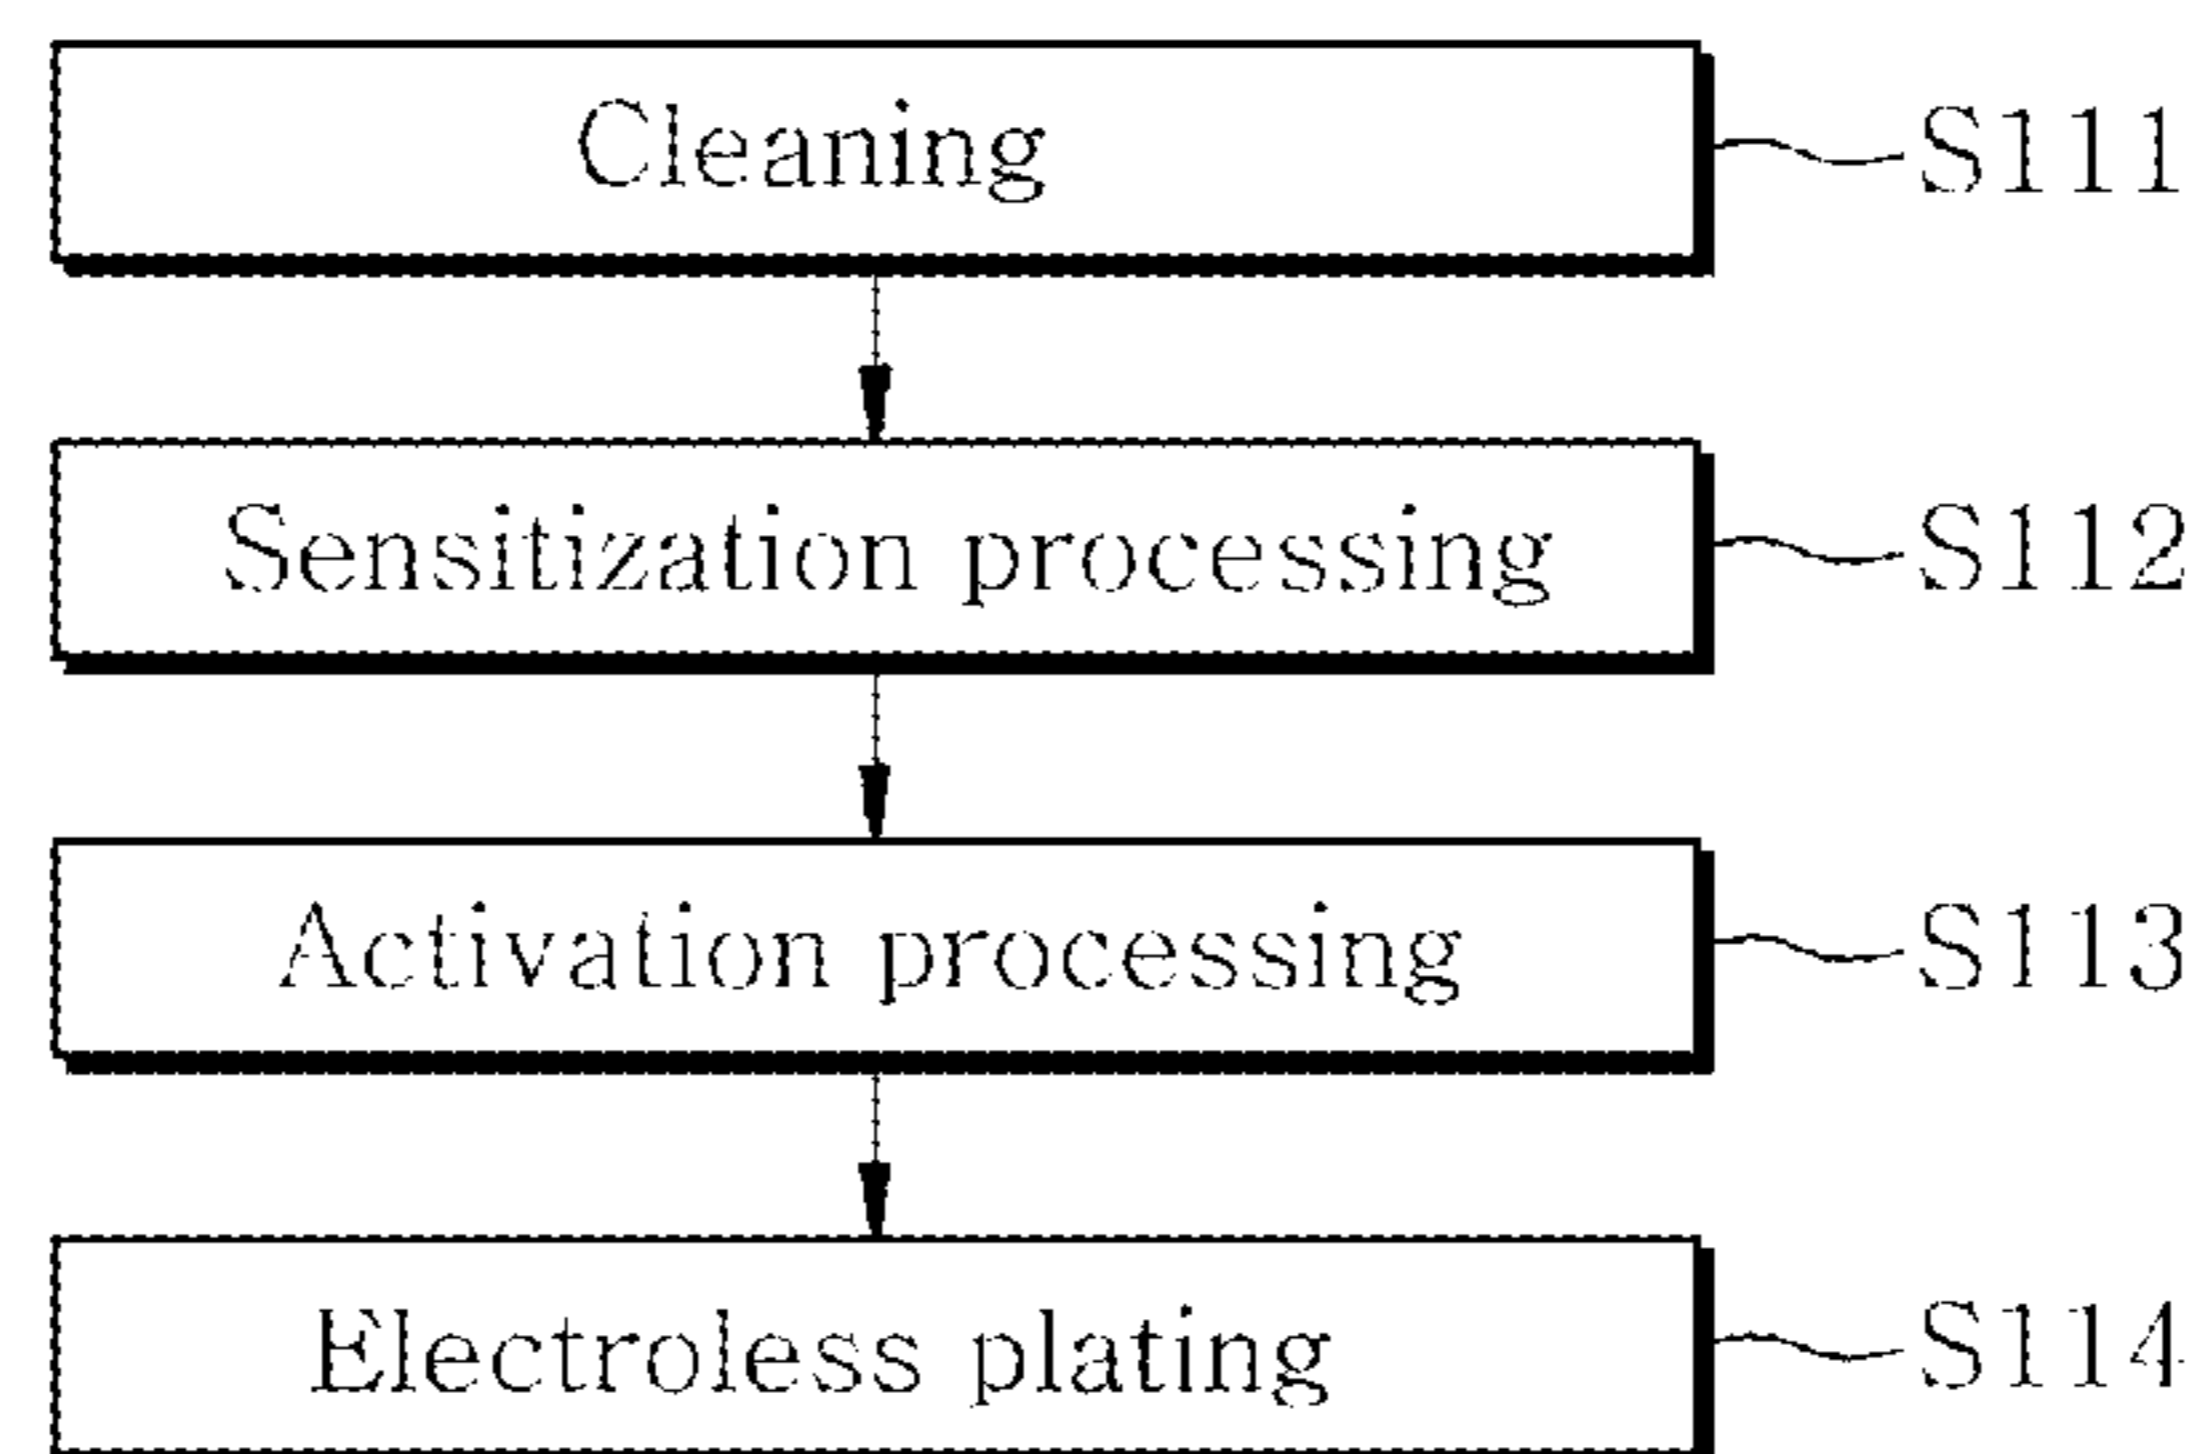 Cleaning S111
Sensitization processing S112
Activation processing S113
Electroless plating S114